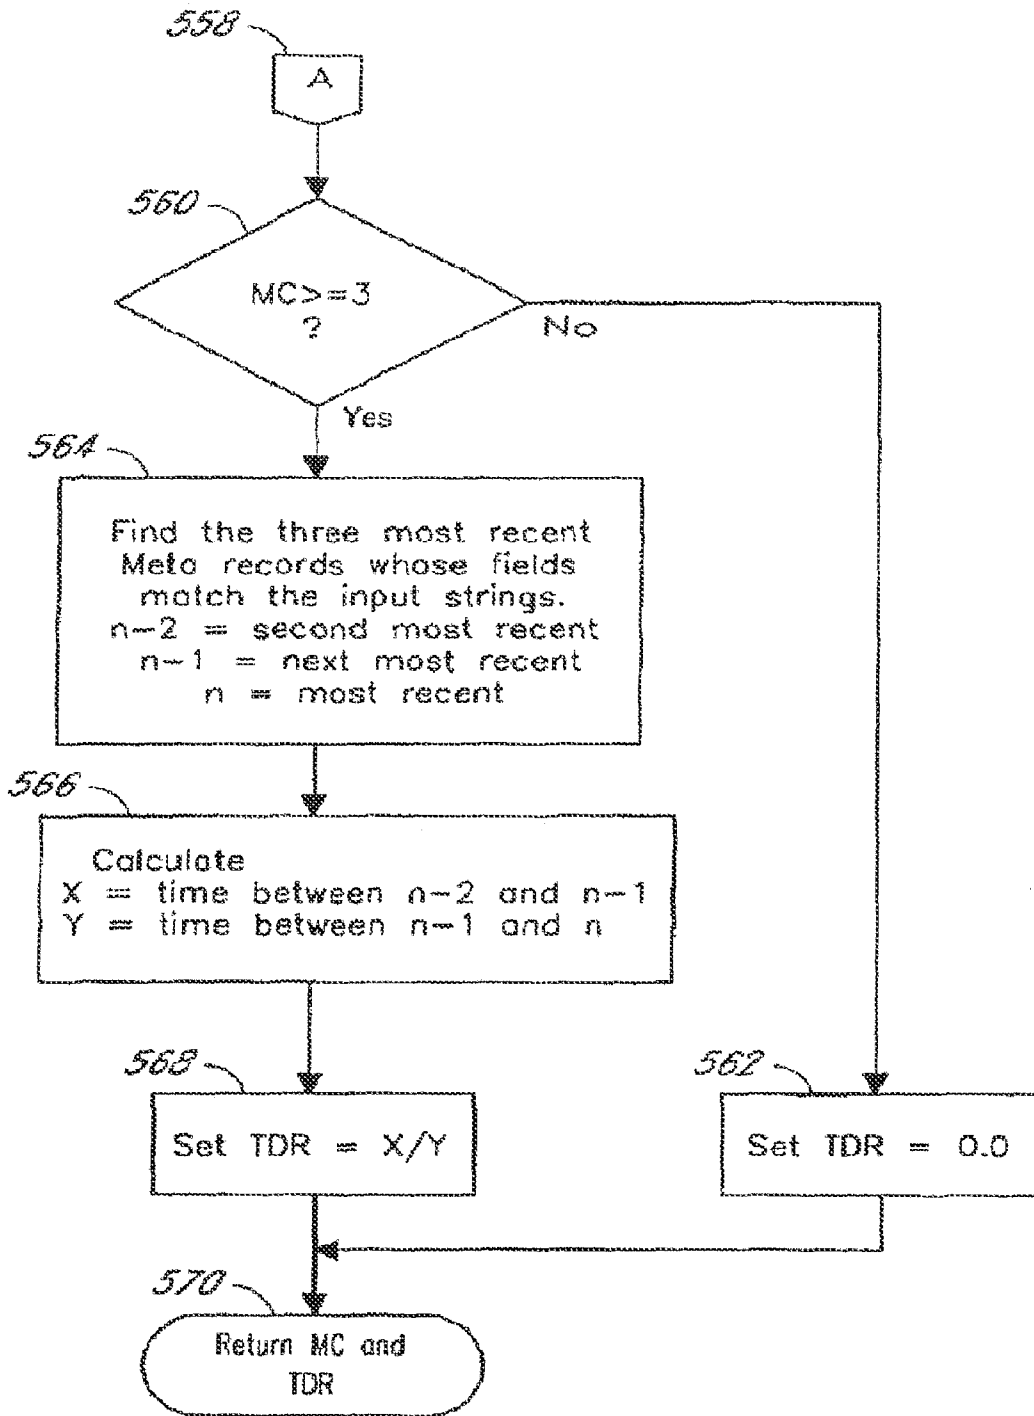 558
A
560
MC>=3
?
No
Yes
564
Find the three most recent
Meta records whose fields
match the input strings.
n-2 = second most recent
n-1 = next most recent
n = most recent
566
Calculate
X = time between n-2 and n-1
Y = time between n-1 and n
568
Set TDR = X/Y
562
Set TDR = 0.0
570
Return MC and
TDR